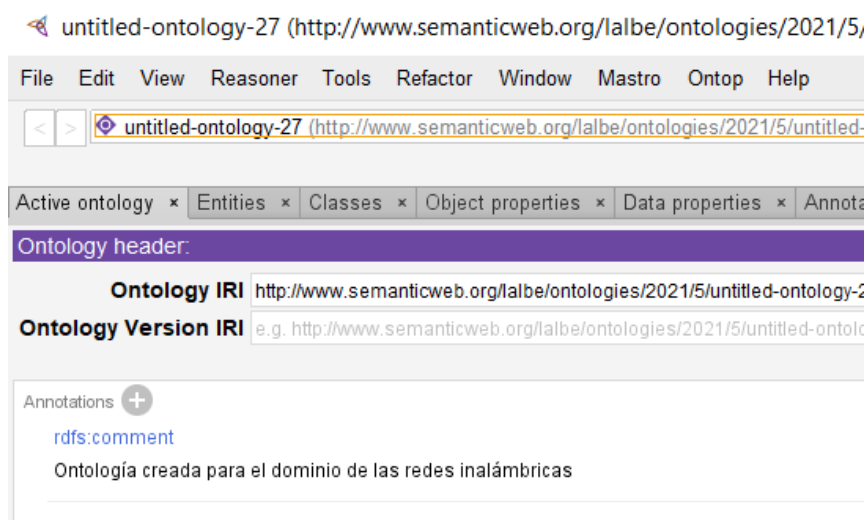 untitled-ontology-27 (http://www.semanticweb.org/lalbe/ontologies/2021/5/
File Edit View Reasoner Tools Refactor Window Mastro Ontop Help
< > untitled-ontology-27 (http://www.semanticweb.org/lalbe/ontologies/2021/5/untitled-
Active ontology × Entities × Classes × Object properties × Data properties × Annota
Ontology header:
Ontology IRI http://www.semanticweb.org/lalbe/ontologies/2021/5/untitled-ontology-2
Ontology Version IRI e.g. http://www.semanticweb.org/lalbe/ontologies/2021/5/untitled-ontolo
Annotations +
rdfs:comment
Ontología creada para el dominio de las redes inalámbricas